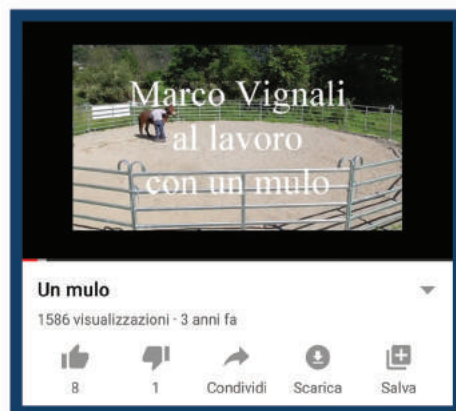 Marco Vignali
al lavoro
con un mulo
Un mulo
1586 visualizzazioni · 3 anni fa
8
1
Condividi
Scarica
Salva